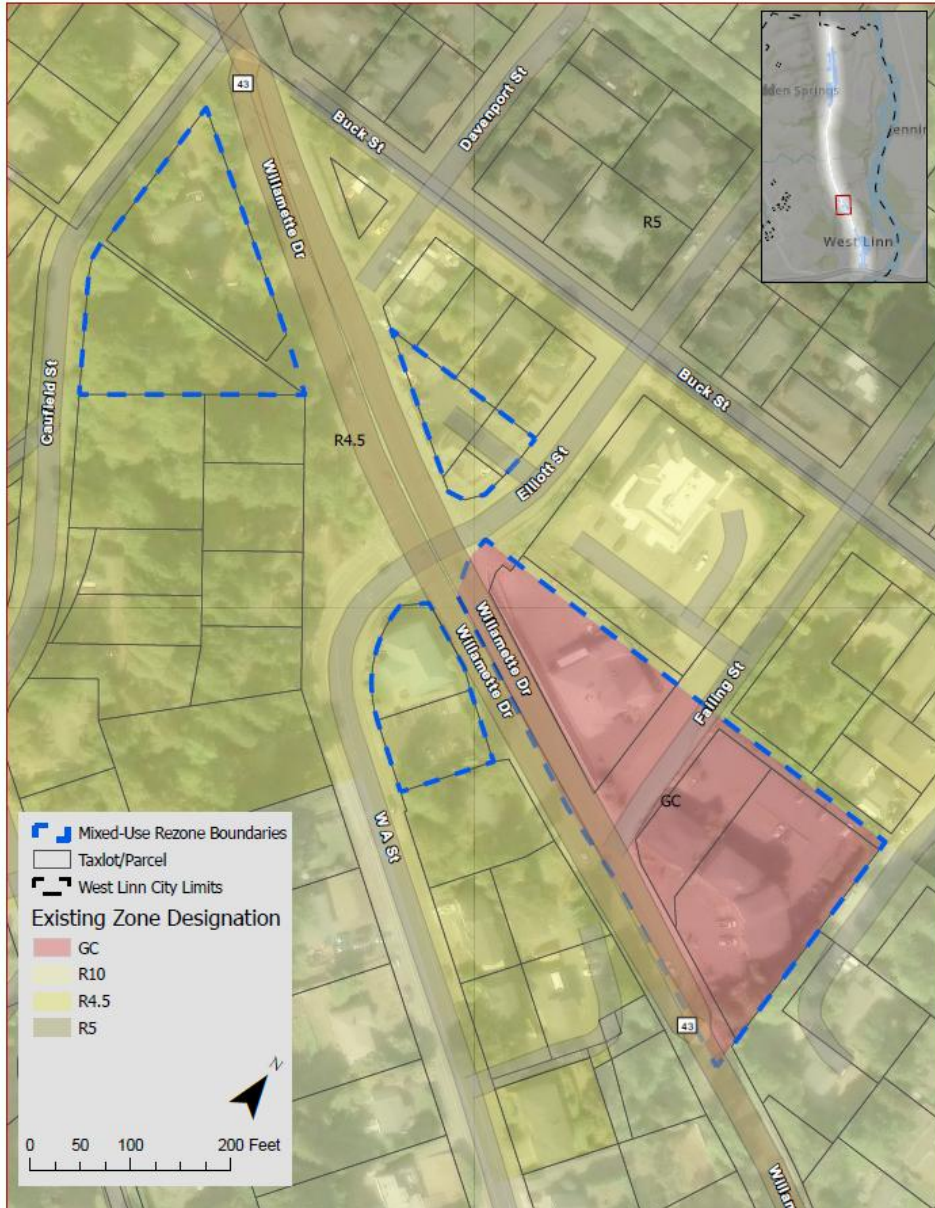 43
Willamette Dr
Buck St
Davenport St
R5
West Linn
Caufield St
R4.5
Buck St
Elliott St
Willamette Dr
Willamette Dr
Falling St
GC
W A St
43
Mixed-Use Rezone Boundaries
Taxlot/Parcel
West Linn City Limits
Existing Zone Designation
GC
R10
R4.5
R5
N
0 50 100 200 Feet